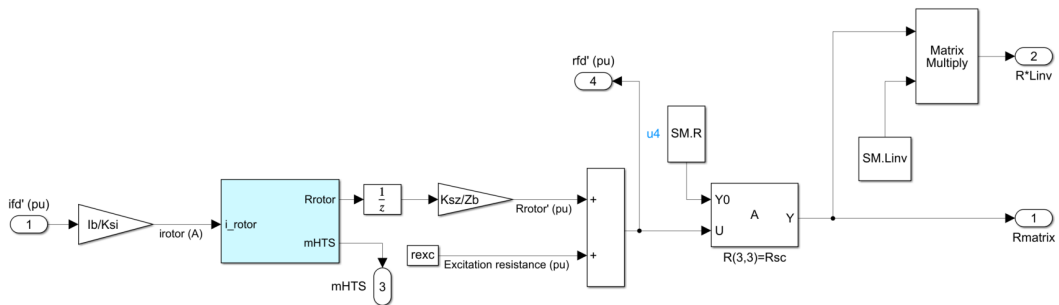 ifd' (pu)
1
Ib/Ksi
irotor (A)
i_rotor
Rrotor
mHTS
mHTS
3
1
z
Ksz/Zb
Rrotor' (pu)
rexc
Excitation resistance (pu)
+
+
rfd' (pu)
4
u4
SM.R
Y0
U
A
Y
R(3,3)=Rsc
SM.Linv
Matrix
Multiply
2
R*Linv
1
Rmatrix